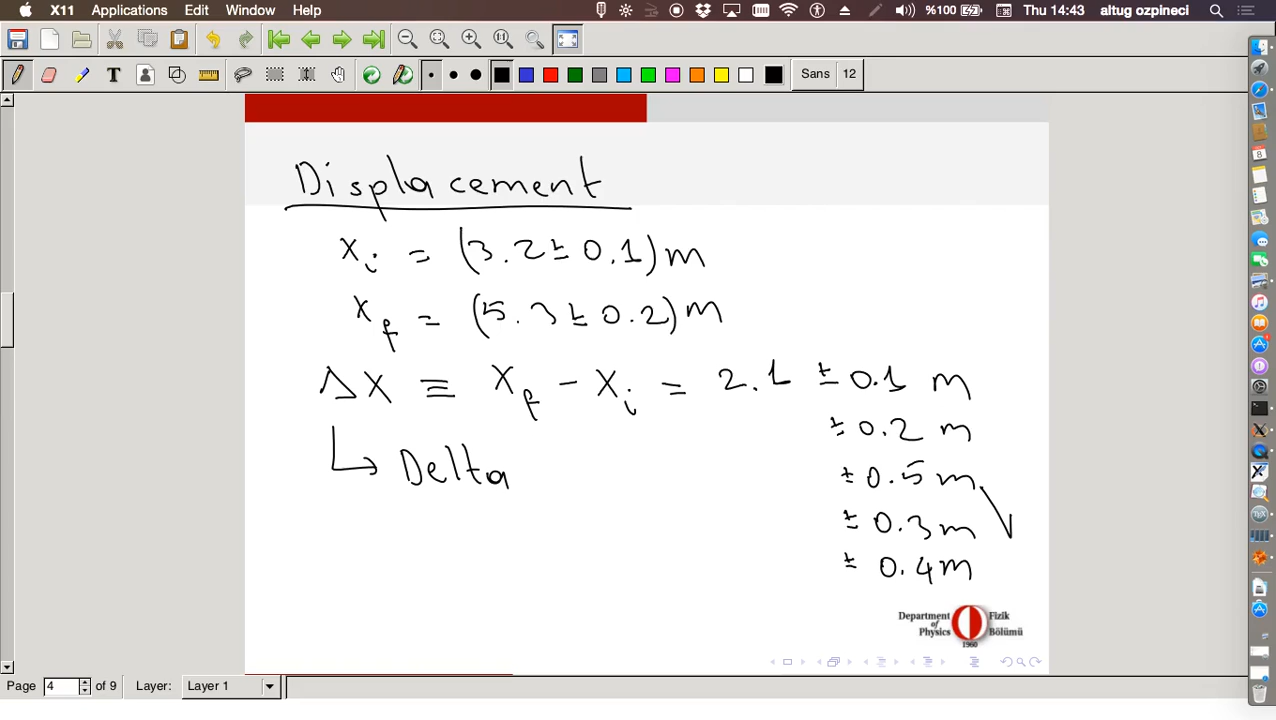 X11 Applications Edit Window Help %100 Thu 14:43 altug ozpineci
T 1:1 Sans 12
Displacement
xi = (3.2 ± 0.1) m
xf = (5.3 ± 0.2) m
Δx ≡ xf - xi = 2.1 ± 0.1 m
± 0.2 m
↳ Delta
± 0.5 m
± 0.3 m
± 0.4 m
Department of Physics
Fizik Bölümü
1960
Page 4 of 9 Layer: Layer 1